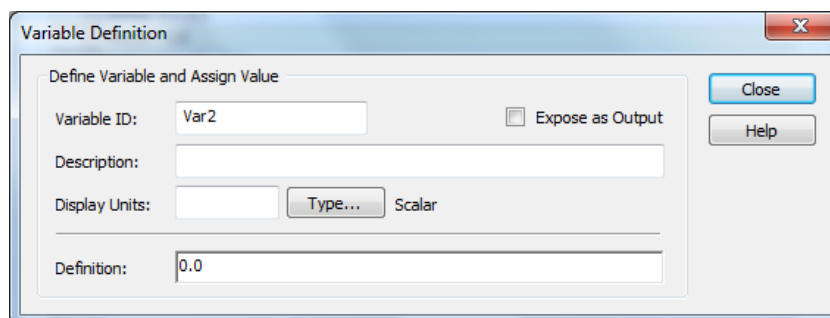 Variable Definition
Define Variable and Assign Value
Variable ID: Var2 Expose as Output
Description:
Display Units: Type... Scalar
Definition: 0.0
Close
Help